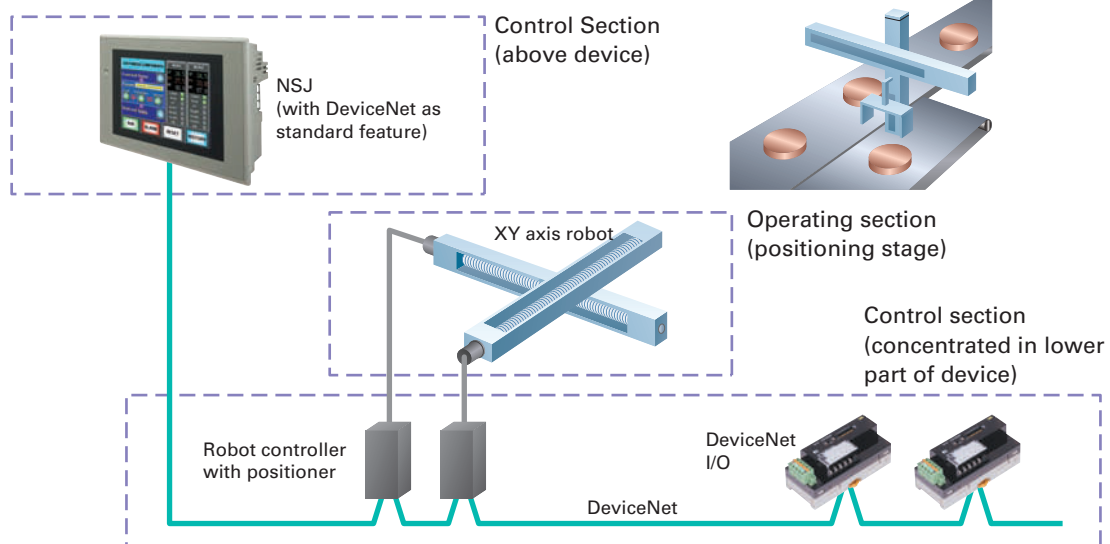 Control Section
(above device)
NSJ
(with DeviceNet as
standard feature)
XY axis robot
Operating section
(positioning stage)
Control section
(concentrated in lower
part of device)
Robot controller
with positioner
DeviceNet
I/O
DeviceNet